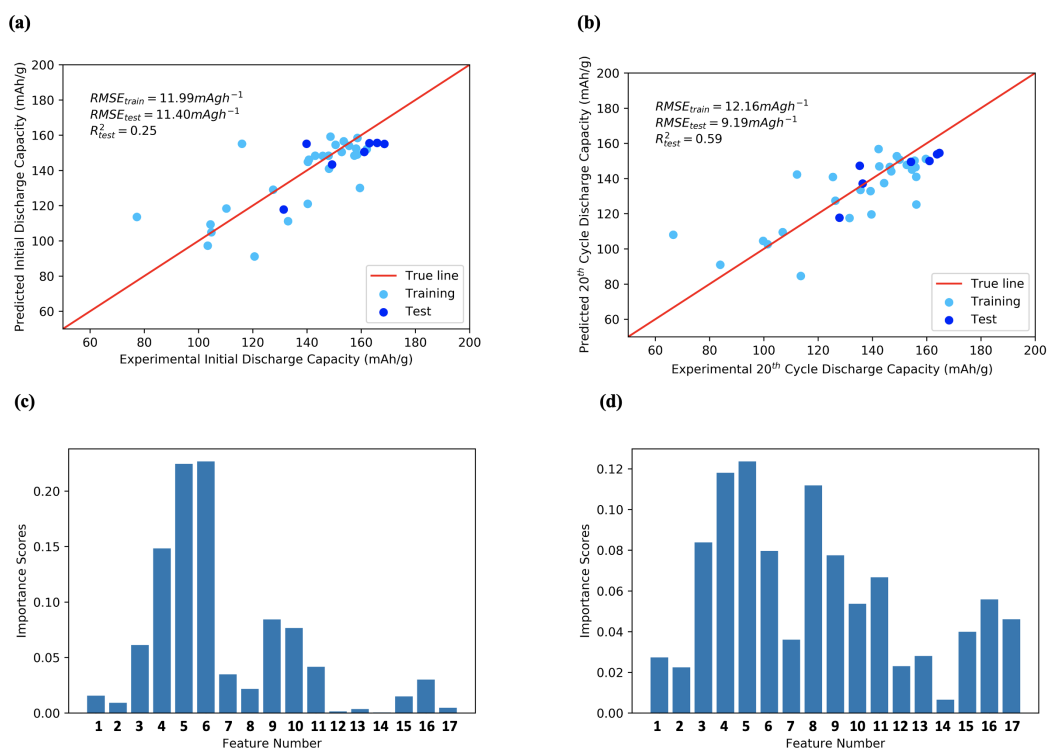 (a)
Predicted Initial Discharge Capacity (mAh/g)
200
180
160
140
120
100
80
60
RMSE_train = 11.99mAgh⁻¹
RMSE_test = 11.40mAgh⁻¹
R²_test = 0.25
True line
Training
Test
60 80 100 120 140 160 180 200
Experimental Initial Discharge Capacity (mAh/g)
(b)
Predicted 20th Cycle Discharge Capacity (mAh/g)
200
180
160
140
120
100
80
60
RMSE_train = 12.16mAgh⁻¹
RMSE_test = 9.19mAgh⁻¹
R²_test = 0.59
True line
Training
Test
60 80 100 120 140 160 180 200
Experimental 20th Cycle Discharge Capacity (mAh/g)
(c)
Importance Scores
0.20
0.15
0.10
0.05
0.00
1 2 3 4 5 6 7 8 9 10 11 12 13 14 15 16 17
Feature Number
(d)
Importance Scores
0.12
0.10
0.08
0.06
0.04
0.02
0.00
1 2 3 4 5 6 7 8 9 10 11 12 13 14 15 16 17
Feature Number